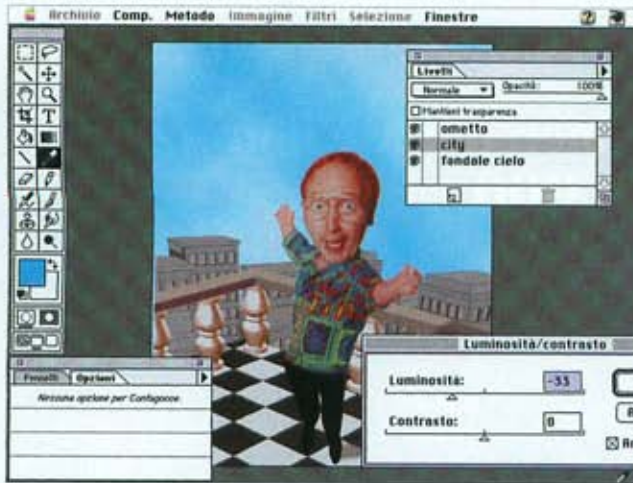 Archivio Comp. Metodo Immagine Filtri Selezione Finestre
Livelli
Normale Opacità: 100%
Mantieni trasparenza
ometto
city
fondale cielo
T
Luminosità/contrasto
Luminosità: -33
Contrasto: 0
Pennelli Opzioni
Nessuna opzione per Contagocce